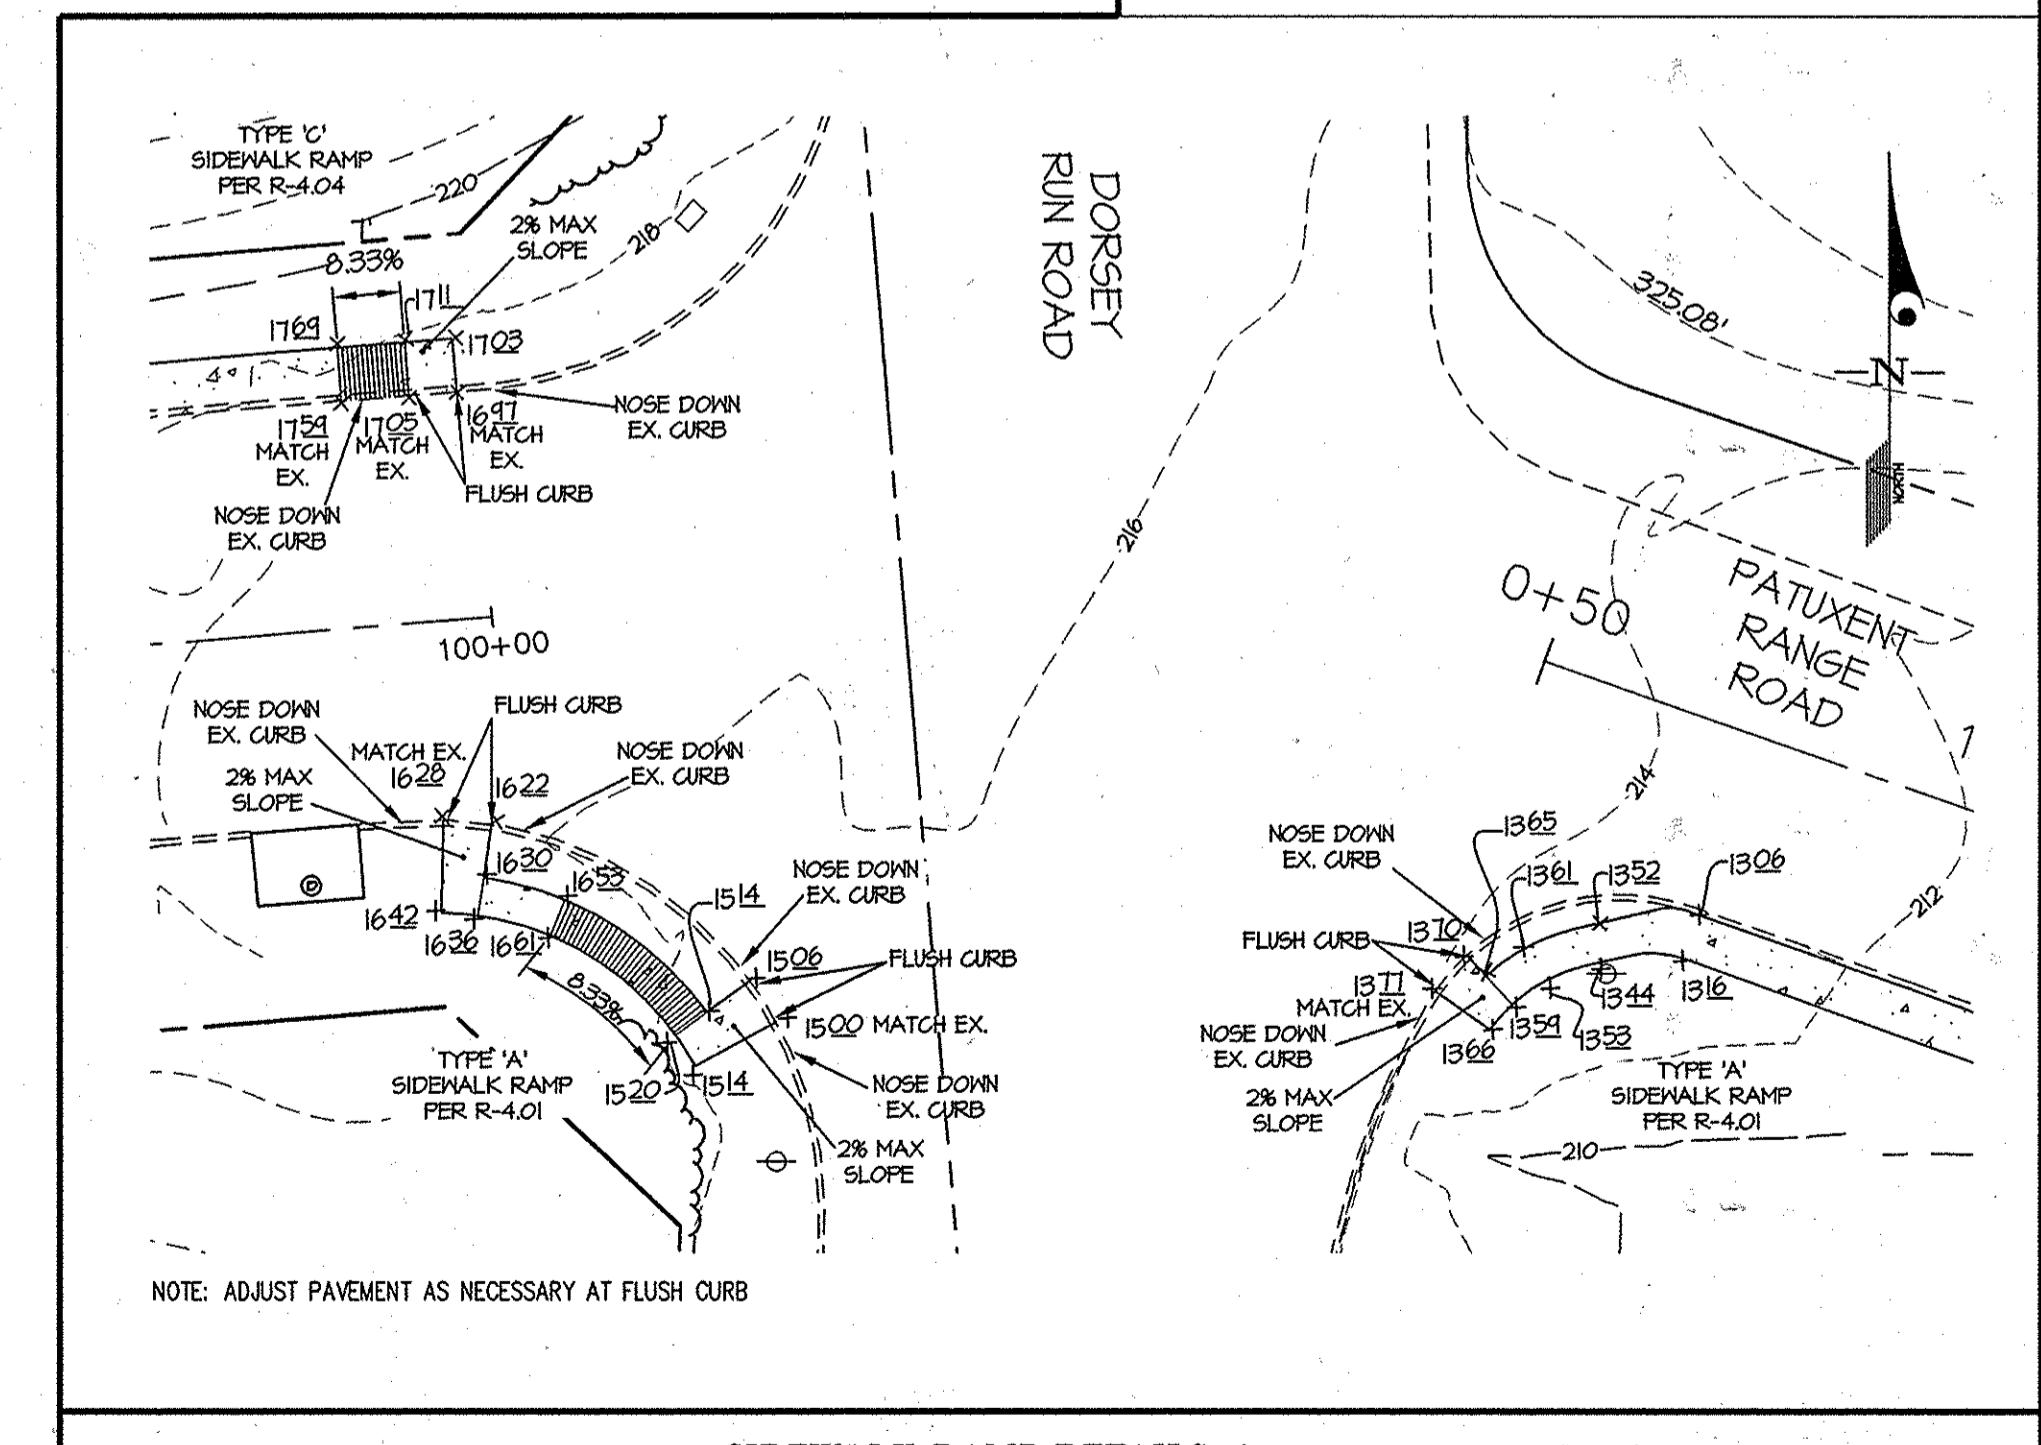 TYPE 'C'
SIDEWALK RAMP
PER R-4.04
220
8.33%
2% MAX
SLOPE
218
1711
1769
1703
1759
MATCH
EX.
1705
MATCH
EX.
1697
MATCH
EX.
NOSE DOWN
EX. CURB
FLUSH CURB
NOSE DOWN
EX. CURB
DORSEY
RUN ROAD
216
325.08'
N
NORTH
100+00
0+50
PATUXENT
RANGE
ROAD
1
NOSE DOWN
EX. CURB
FLUSH CURB
MATCH EX.
1628
2% MAX
SLOPE
1622
NOSE DOWN
EX. CURB
1630
1653
1642
1636
1661
D
8.33%
1514
NOSE DOWN
EX. CURB
1506
FLUSH CURB
1500 MATCH EX.
1520
1514
TYPE 'A'
SIDEWALK RAMP
PER R-4.01
NOSE DOWN
EX. CURB
2% MAX
SLOPE
214
212
NOSE DOWN
EX. CURB
1365
1361
1352
1306
1370
FLUSH CURB
1371
MATCH EX.
NOSE DOWN
EX. CURB
1366
1359
1353
1344
1316
2% MAX
SLOPE
TYPE 'A'
SIDEWALK RAMP
PER R-4.01
210
NOTE: ADJUST PAVEMENT AS NECESSARY AT FLUSH CURB